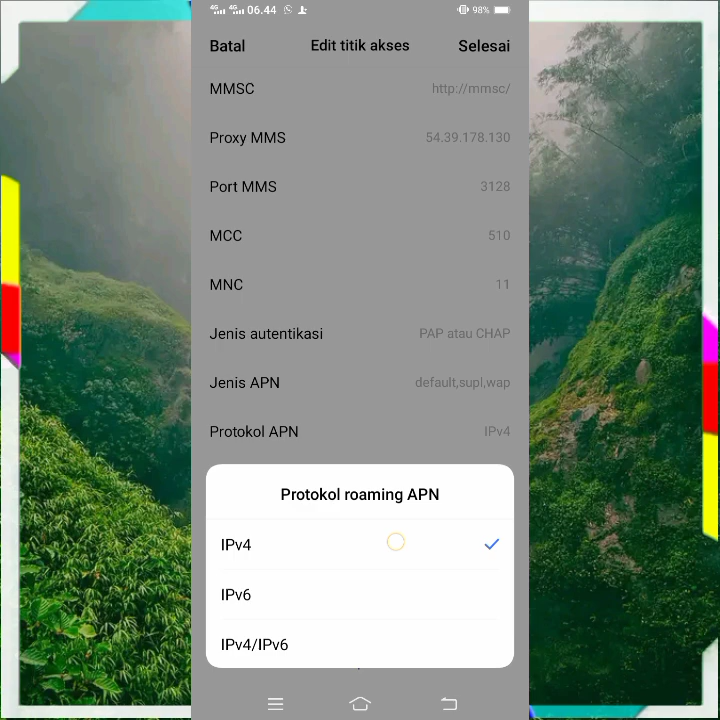 4G 4G 06.44 98%
Batal Edit titik akses Selesai
MMSC http://mmsc/
Proxy MMS 54.39.178.130
Port MMS 3128
MCC 510
MNC 11
Jenis autentikasi PAP atau CHAP
Jenis APN default,supl,wap
Protokol APN IPv4
Protokol roaming APN
IPv4
IPv6
IPv4/IPv6